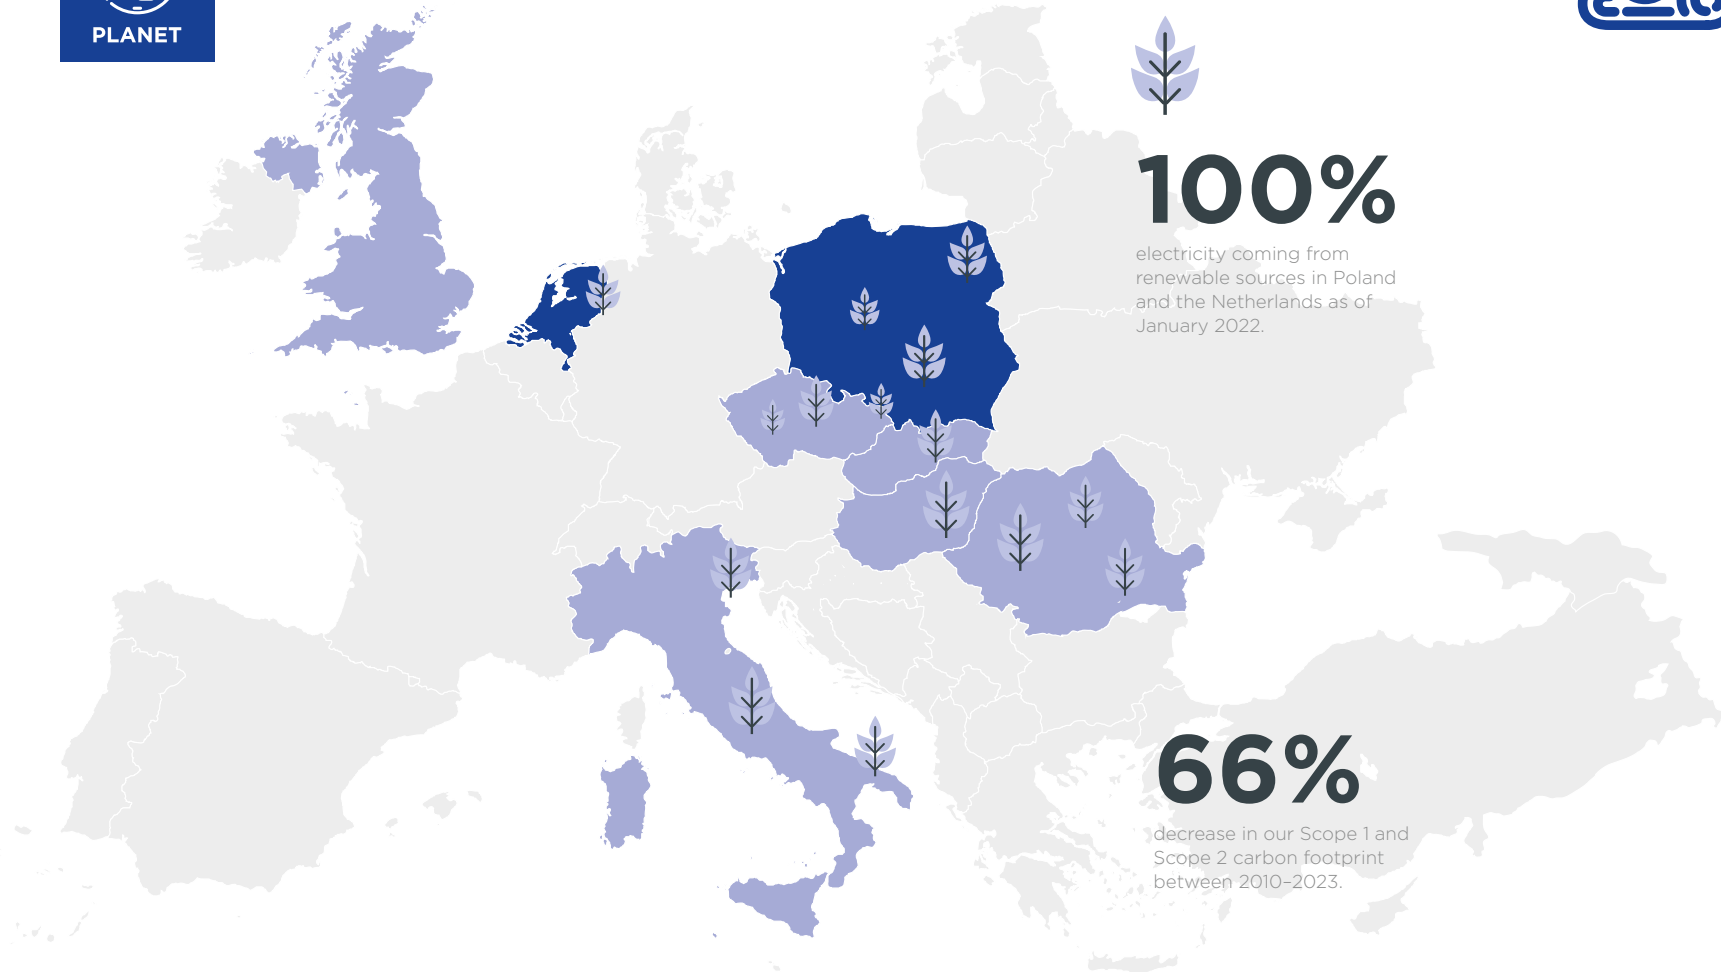 PLANET
100%
electricity coming from
renewable sources in Poland
and the Netherlands as of
January 2022.
66%
decrease in our Scope 1 and
Scope 2 carbon footprint
between 2010–2023.